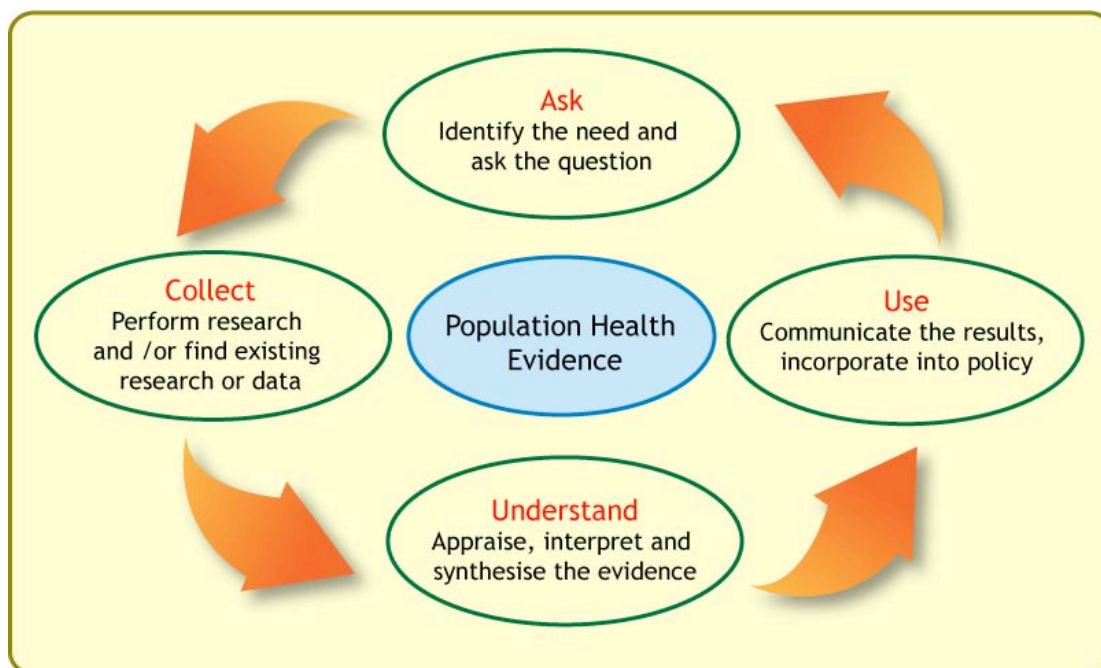 Ask
Identify the need and
ask the question
Collect
Perform research
and /or find existing
research or data
Population Health
Evidence
Use
Communicate the results,
incorporate into policy
Understand
Appraise, interpret and
synthesise the evidence